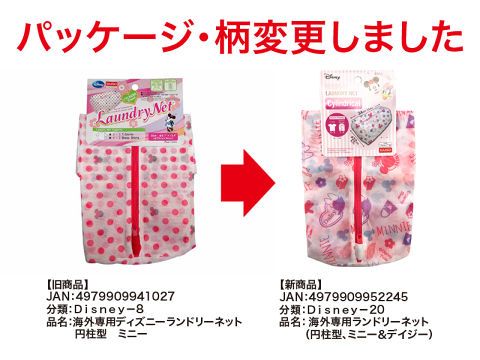 パッケージ・柄変更しました
Disney
Laundry Net
Disney
LAUNDRY NET
Cylindrical
MINNIE
【旧商品】
JAN:4979909941027
分類:Disney-8
品名:海外専用ディズニーランドリーネット
円柱型 ミニー
【新商品】
JAN:4979909952245
分類:Disney-20
品名:海外専用ランドリーネット
(円柱型、ミニー&デイジー)